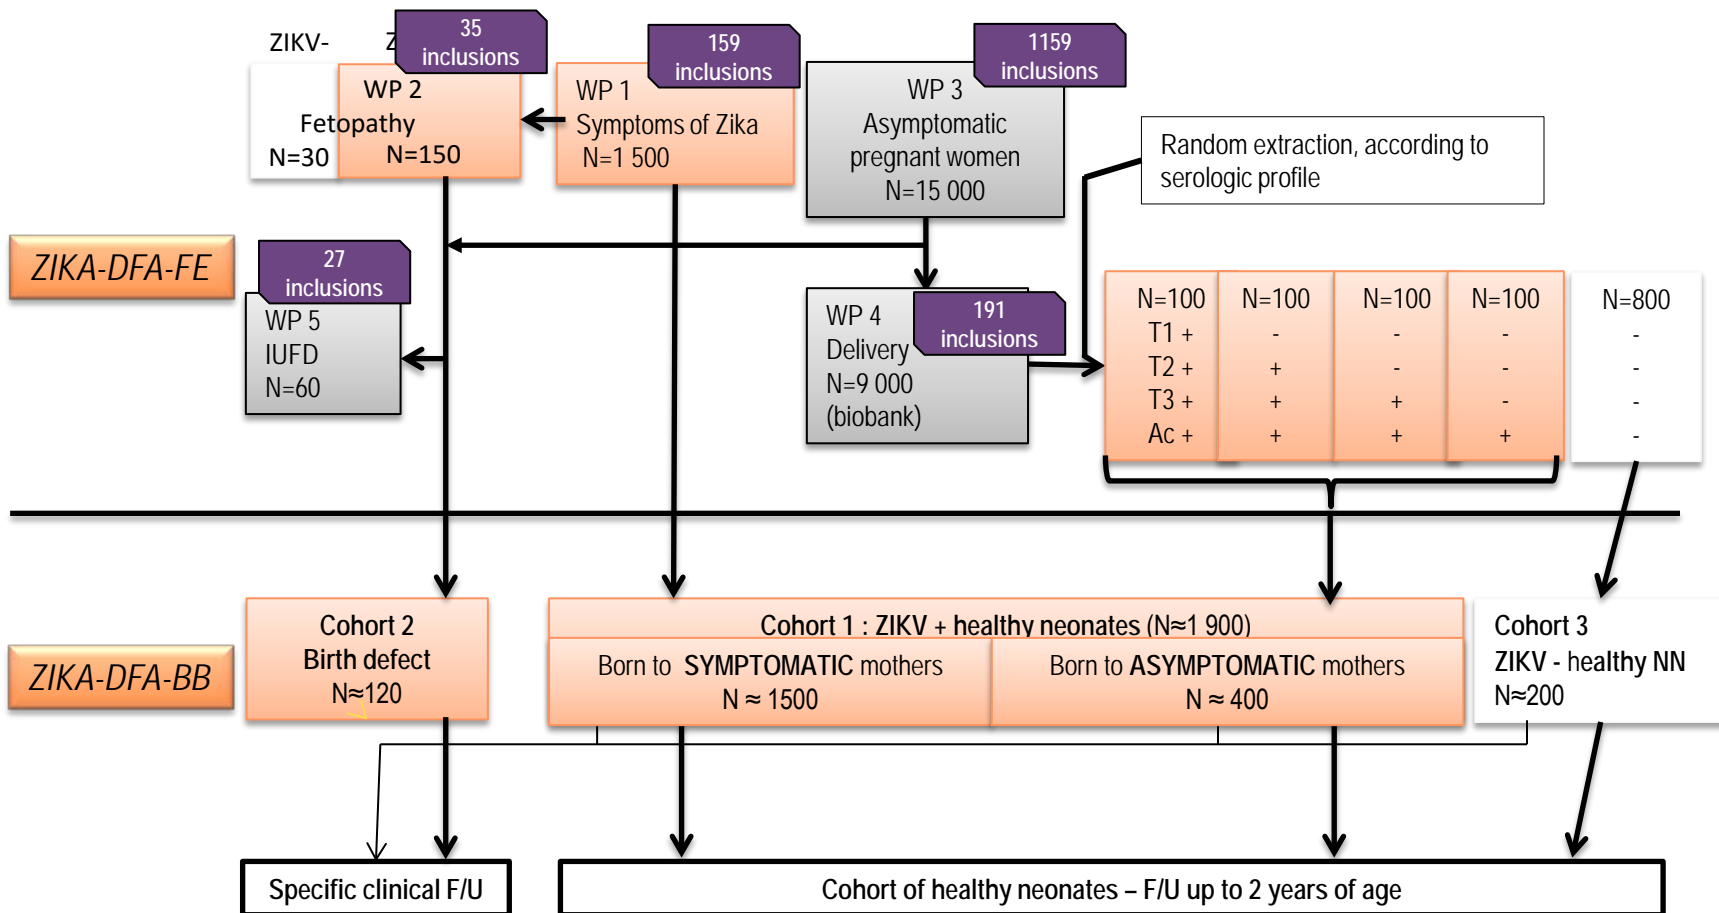 ZIKV-
35
inclusions
159
inclusions
1159
inclusions
WP 2
Fetopathy
N=30
N=150
WP 1
Symptoms of Zika
N=1 500
WP 3
Asymptomatic
pregnant women
N=15 000
Random extraction, according to
serologic profile
ZIKA-DFA-FE
27
inclusions
WP 5
IUFD
N=60
WP 4
Delivery
N=9 000
(biobank)
191
inclusions
N=100 N=100 N=100 N=100 N=800
T1 + - - - -
T2 + + - - -
T3 + + + - -
Ac + + + + -
ZIKA-DFA-BB
Cohort 2
Birth defect
N≈120
Cohort 1 : ZIKV + healthy neonates (N≈1 900)
Born to SYMPTOMATIC mothers
N ≈ 1500
Born to ASYMPTOMATIC mothers
N ≈ 400
Cohort 3
ZIKV - healthy NN
N≈200
Specific clinical F/U
Cohort of healthy neonates – F/U up to 2 years of age